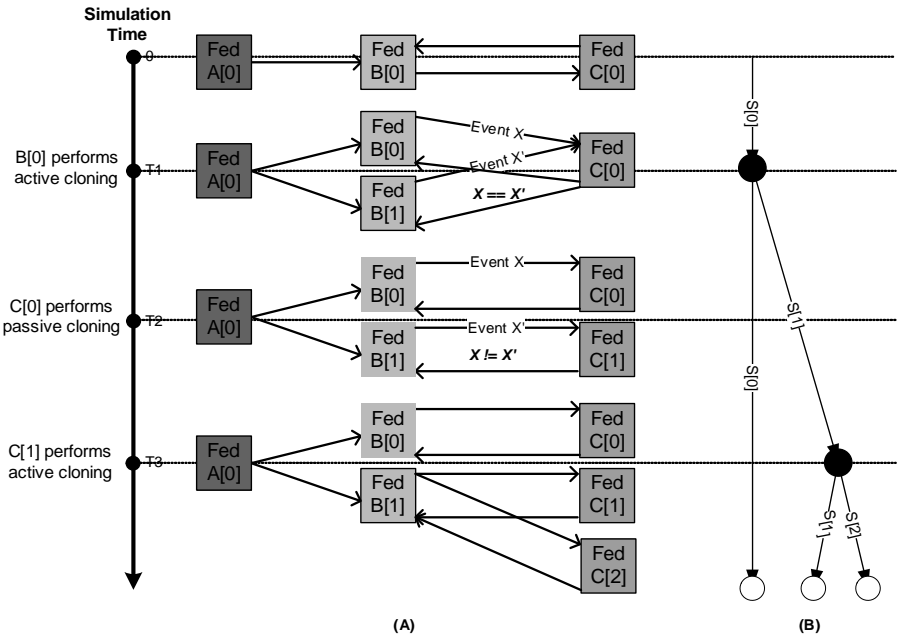 Simulation
Time
0
Fed
A[0]
Fed
B[0]
Fed
C[0]
S[0]
B[0] performs
active cloning
T1
Fed
A[0]
Fed
B[0]
Fed
B[1]
Event X
Event X'
X == X'
Fed
C[0]
C[0] performs
passive cloning
T2
Fed
A[0]
Fed
B[0]
Fed
B[1]
Event X
Event X'
X != X'
Fed
C[0]
Fed
C[1]
S[1]
S[0]
C[1] performs
active cloning
T3
Fed
A[0]
Fed
B[0]
Fed
B[1]
Fed
C[0]
Fed
C[1]
Fed
C[2]
S[1]
S[2]
(A)
(B)